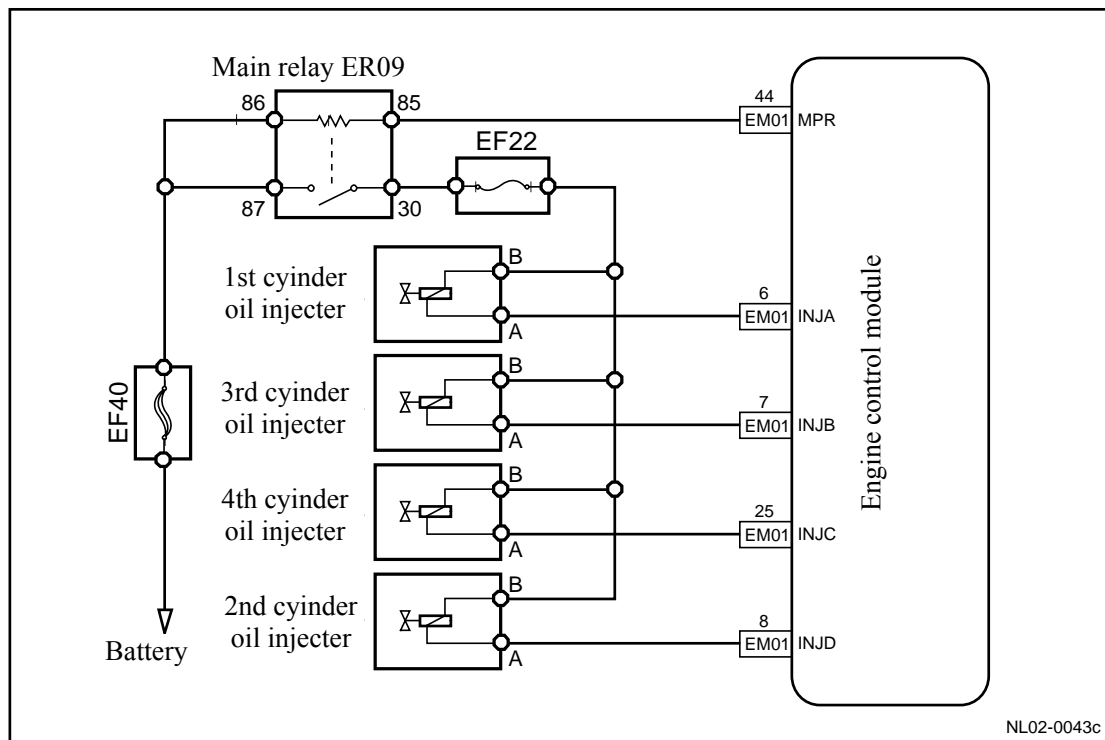 Main relay ER09
86
85
44
EM01
MPR
EF22
87
30
1st cyinder
oil injecter
B
A
6
EM01
INJA
3rd cyinder
oil injecter
B
A
7
EM01
INJB
4th cyinder
oil injecter
B
A
25
EM01
INJC
2nd cyinder
oil injecter
B
A
8
EM01
INJD
EF40
Battery
Engine control module
NL02-0043c